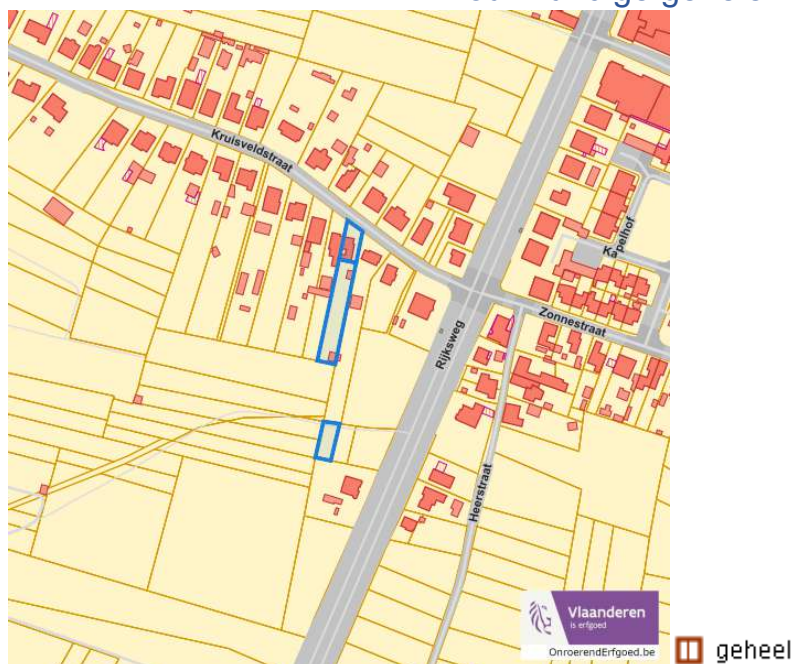 Kruisveldstraat
Kapelhof
Zonnestraat
Rijksweg
Heerstraat
Vlaanderen
is erfgoed
OnroerendErfgoed.be
geheel